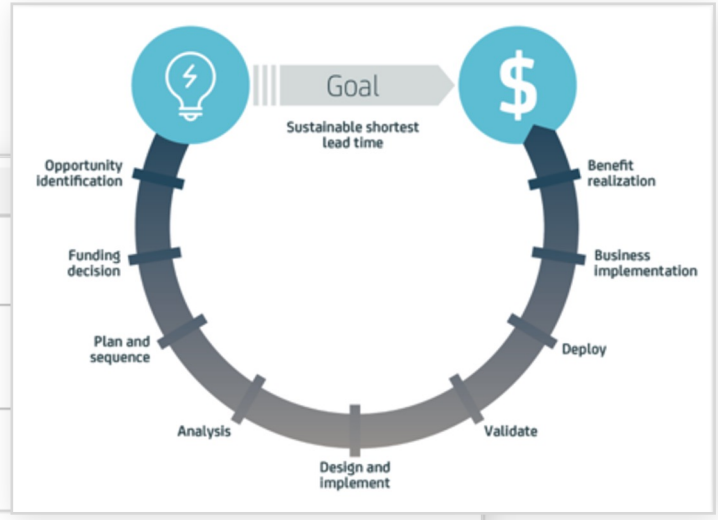 $
Goal
Sustainable shortest
lead time
Opportunity
identification
Funding
decision
Plan and
sequence
Analysis
Design and
implement
Validate
Deploy
Business
implementation
Benefit
realization